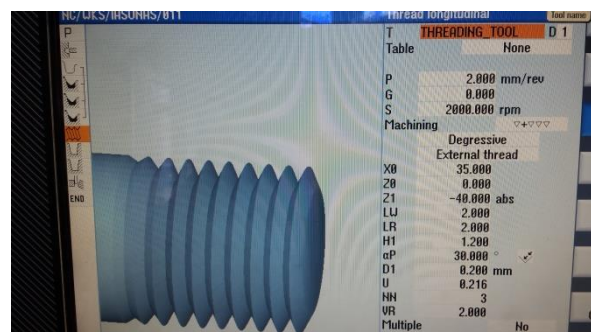 NC/WKS/IASONAS/011
Thread longitudinal
Tool name
P
END
T THREADING_TOOL D 1
Table None
P 2.000 mm/rev
G 0.000
S 2000.000 rpm
Machining ▽+▽▽▽
Degressive
External thread
X0 35.000
Z0 0.000
Z1 -40.000 abs
LW 2.000
LR 2.000
H1 1.200
αP 30.000 °
D1 0.200 mm
U 0.216
NN 3
VR 2.000
Multiple No